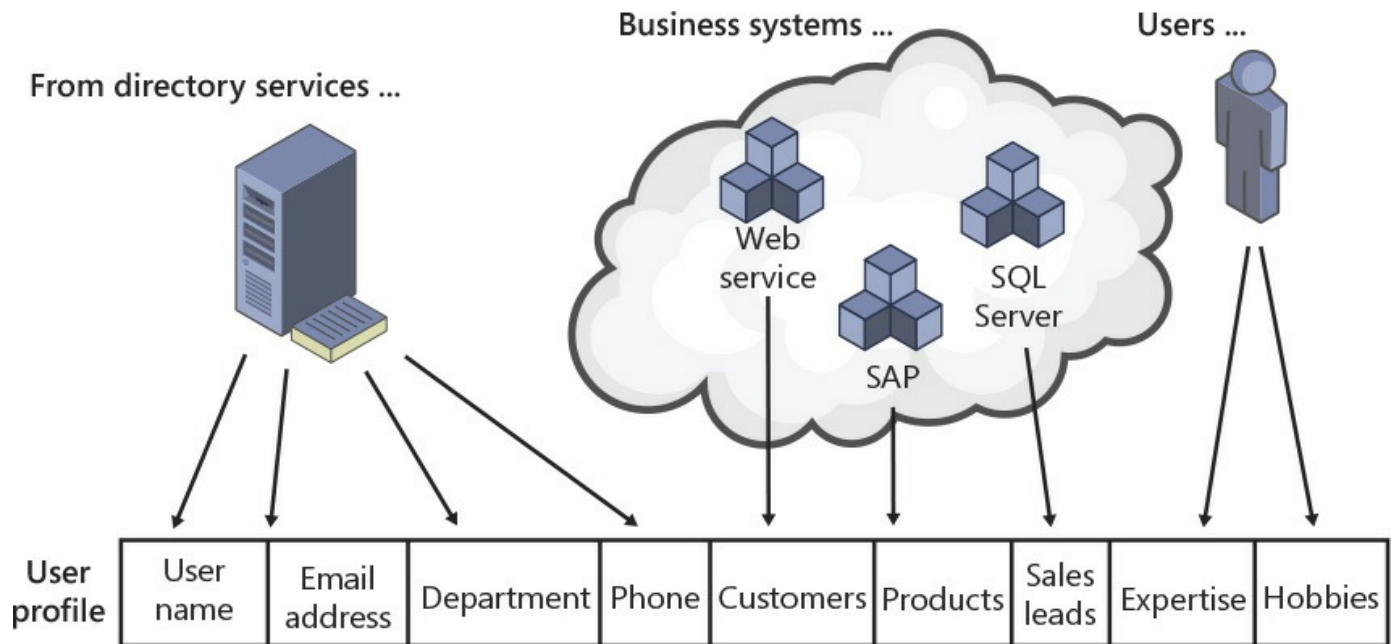 Business systems ...
Users ...
From directory services ...
Web
service
SQL
Server
SAP
User
profile
User
name
Email
address
Department
Phone
Customers
Products
Sales
leads
Expertise
Hobbies